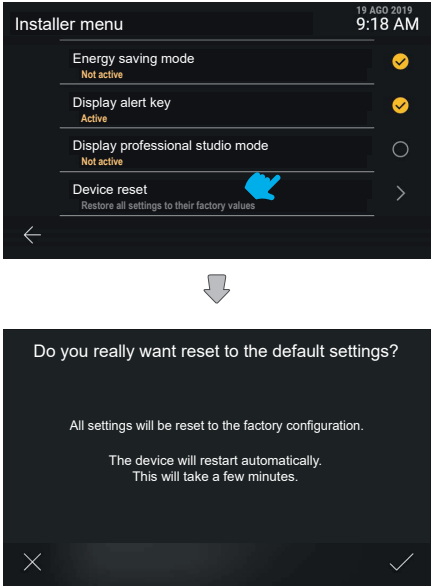 19 AGO 2019
Installer menu
9:18 AM
Energy saving mode
Not active
Display alert key
Active
Display professional studio mode
Not active
Device reset
Restore all settings to their factory values
Do you really want reset to the default settings?
All settings will be reset to the factory configuration.
The device will restart automatically.
This will take a few minutes.